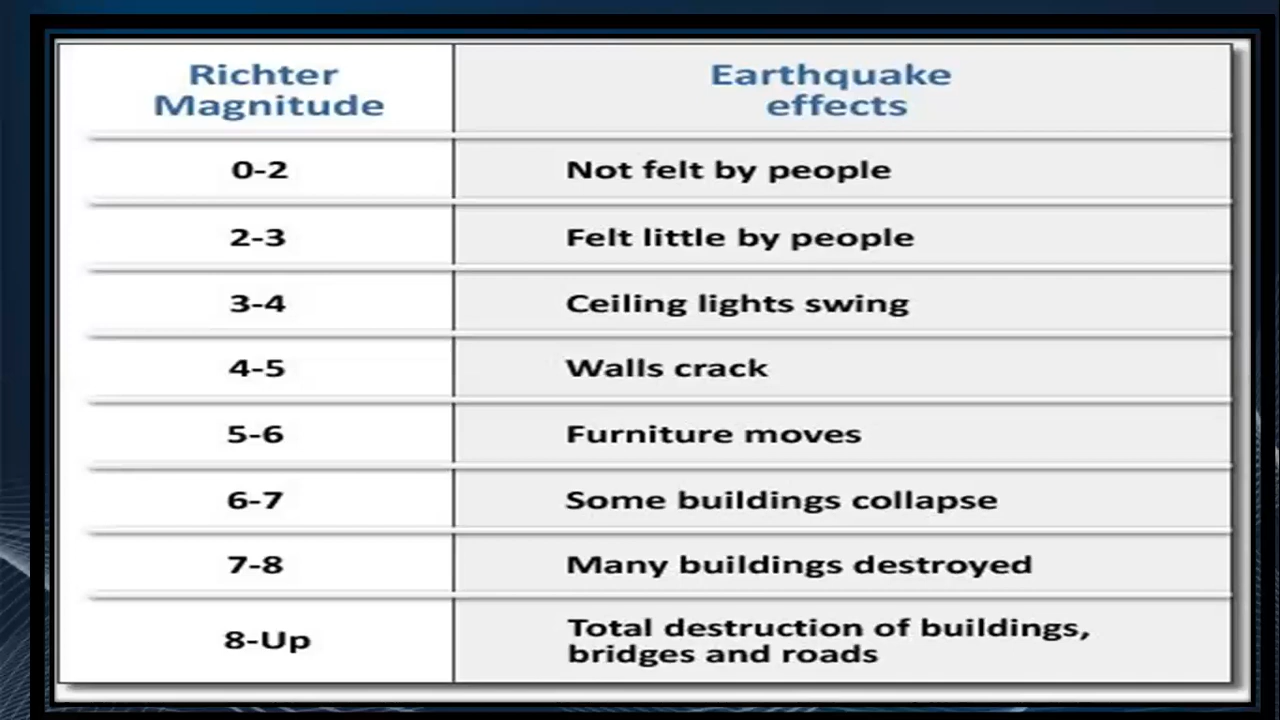 Richter
Magnitude
Earthquake
effects
0-2
Not felt by people
2-3
Felt little by people
3-4
Ceiling lights swing
4-5
Walls crack
5-6
Furniture moves
6-7
Some buildings collapse
7-8
Many buildings destroyed
8-Up
Total destruction of buildings,
bridges and roads